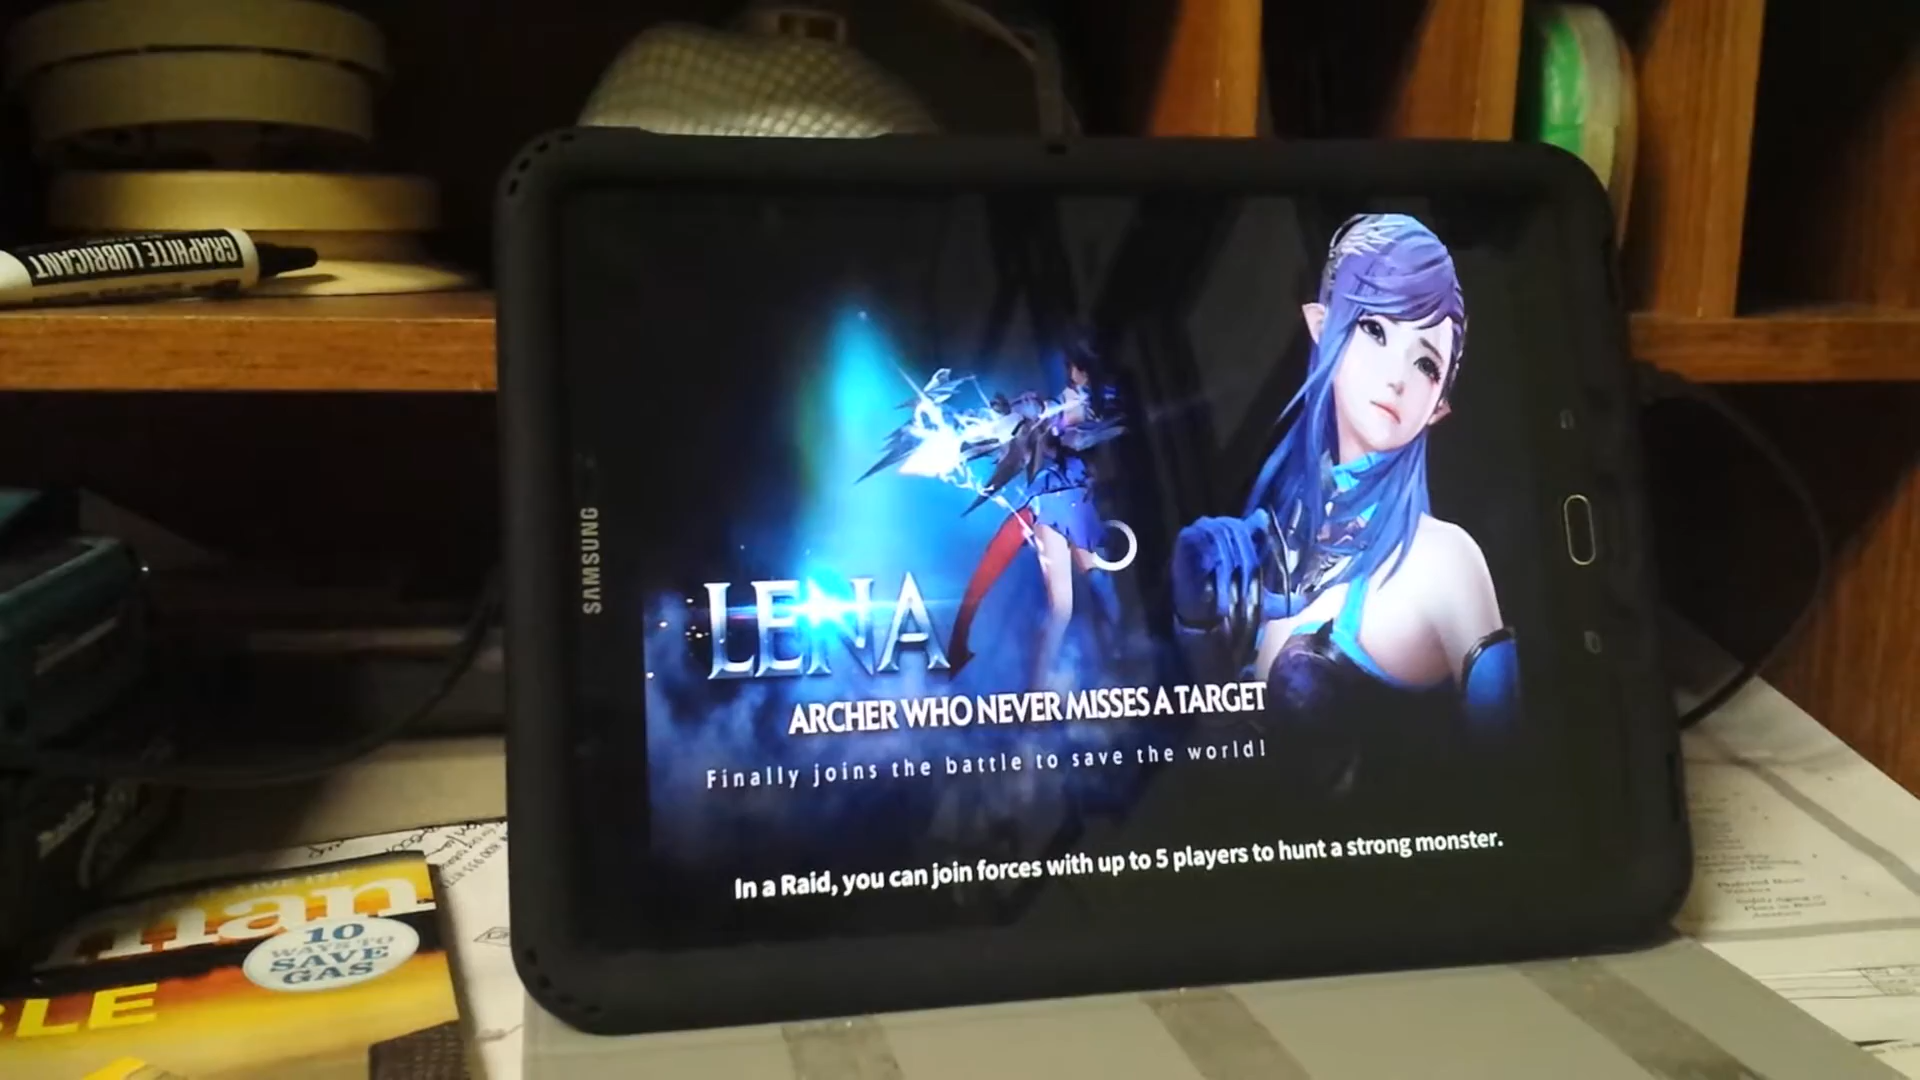 GRAPHITE LUBRICANT
SAMSUNG
LENA
ARCHER WHO NEVER MISSES A TARGET
Finally joins the battle to save the world!
In a Raid, you can join forces with up to 5 players to hunt a strong monster.
10
WAYS TO
SAVE
GAS